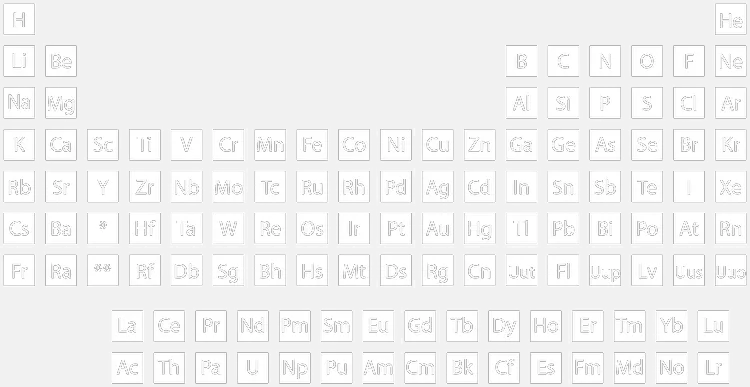 H He
Li Be B C N O F Ne
Na Mg Al Si P S Cl Ar
K Ca Sc Ti V Cr Mn Fe Co Ni Cu Zn Ga Ge As Se Br Kr
Rb Sr Y Zr Nb Mo Tc Ru Rh Pd Ag Cd In Sn Sb Te I Xe
Cs Ba * Hf Ta W Re Os Ir Pt Au Hg Tl Pb Bi Po At Rn
Fr Ra ** Rf Db Sg Bh Hs Mt Ds Rg Cn Uut Fl Uup Lv Uus Uuo
La Ce Pr Nd Pm Sm Eu Gd Tb Dy Ho Er Tm Yb Lu
Ac Th Pa U Np Pu Am Cm Bk Cf Es Fm Md No Lr